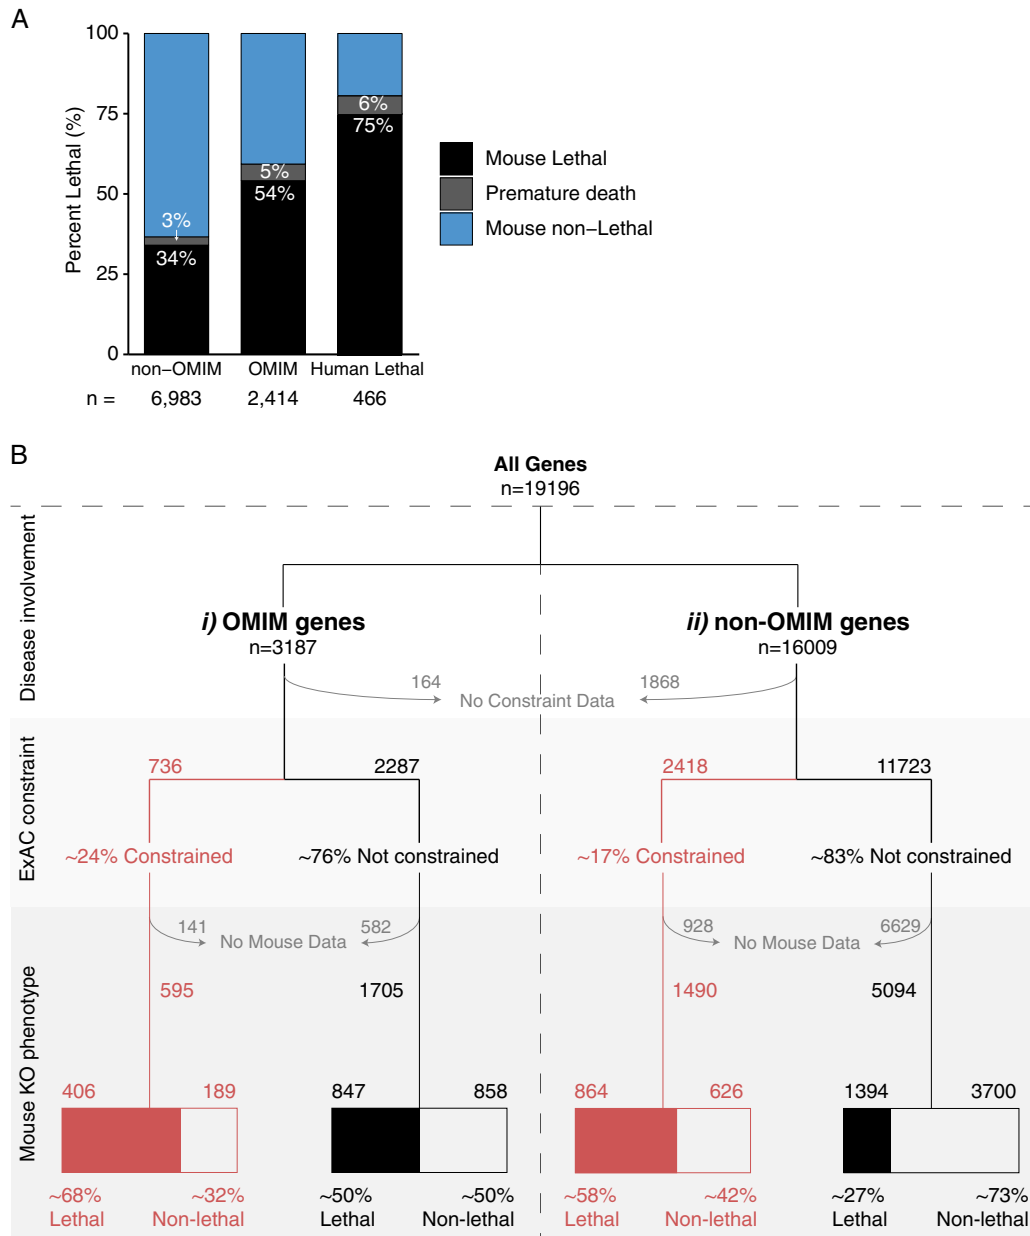 A
Percent Lethal (%)
100
75
50
25
0
3%
34%
5%
54%
6%
75%
Mouse Lethal
Premature death
Mouse non−Lethal
non−OMIM OMIM Human Lethal
n = 6,983 2,414 466
B
All Genes
n=19196
Disease involvement
i) OMIM genes
n=3187
ii) non-OMIM genes
n=16009
164 No Constraint Data 1868
ExAC constraint
736 2287 2418 11723
~24% Constrained ~76% Not constrained ~17% Constrained ~83% Not constrained
Mouse KO phenotype
141 No Mouse Data 582 928 No Mouse Data 6629
595 1705 1490 5094
406 189 847 858 864 626 1394 3700
~68% ~32% ~50% ~50% ~58% ~42% ~27% ~73%
Lethal Non-lethal Lethal Non-lethal Lethal Non-lethal Lethal Non-lethal